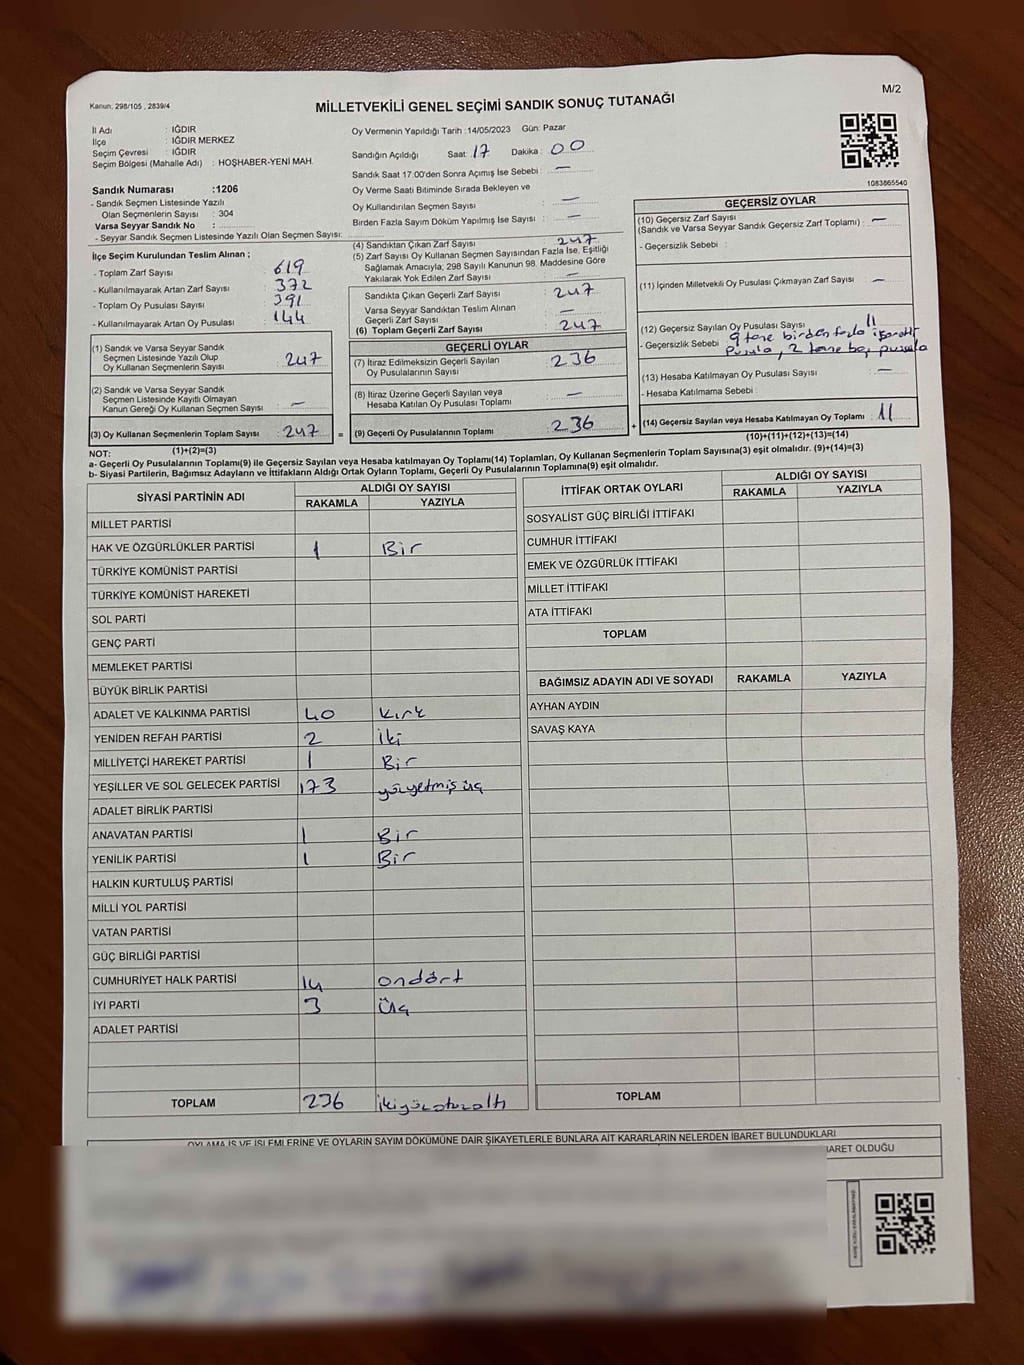 M/2
Kanun: 298/105 , 2839/4
MİLLETVEKİLİ GENEL SEÇİMİ SANDIK SONUÇ TUTANAĞI
İl Adı : IĞDIR
İlçe : IĞDIR MERKEZ
Seçim Çevresi : IĞDIR
Seçim Bölgesi (Mahalle Adı) : HOŞHABER-YENİ MAH.
Sandık Numarası :1206
- Sandık Seçmen Listesinde Yazılı
Olan Seçmenlerin Sayısı : 304
Varsa Seyyar Sandık No :
- Seyyar Sandık Seçmen Listesinde Yazılı Olan Seçmen Sayısı:
İlçe Seçim Kurulundan Teslim Alınan ;
- Toplam Zarf Sayısı : 619
- Kullanılmayarak Artan Zarf Sayısı : 372
- Toplam Oy Pusulası Sayısı : 391
- Kullanılmayarak Artan Oy Pusulası : 144
(1) Sandık ve Varsa Seyyar Sandık
Seçmen Listesinde Yazılı Olup
Oy Kullanan Seçmenlerin Sayısı : 247
(2) Sandık ve Varsa Seyyar Sandık
Seçmen Listesinde Kayıtlı Olmayan
Kanun Gereği Oy Kullanan Seçmen Sayısı : —
(3) Oy Kullanan Seçmenlerin Toplam Sayısı : 247
(1)+(2)=(3)
Oy Vermenin Yapıldığı Tarih :14/05/2023 Gün: Pazar
Sandığın Açıldığı Saat: 17 Dakika : 00
Sandık Saat 17:00'den Sonra Açımış İse Sebebi : —
Oy Verme Saati Bitiminde Sırada Bekleyen ve
Oy Kullandırılan Seçmen Sayısı : —
Birden Fazla Sayım Döküm Yapılmış İse Sayısı : —
(4) Sandıktan Çıkan Zarf Sayısı : 247
(5) Zarf Sayısı Oy Kullanan Seçmen Sayısından Fazla İse, Eşitliği
Sağlamak Amacıyla; 298 Sayılı Kanunun 98. Maddesine Göre
Yakılarak Yok Edilen Zarf Sayısı : —
Sandıkta Çıkan Geçerli Zarf Sayısı : 247
Varsa Seyyar Sandıktan Teslim Alınan
Geçerli Zarf Sayısı : —
(6) Toplam Geçerli Zarf Sayısı : 247
GEÇERLİ OYLAR
(7) İtiraz Edilmeksizin Geçerli Sayılan
Oy Pusulalarının Sayısı : 236
(8) İtiraz Üzerine Geçerli Sayılan veya
Hesaba Katılan Oy Pusulası Toplamı : —
= (9) Geçerli Oy Pusulalarının Toplamı : 236
1083865540
GEÇERSİZ OYLAR
(10) Geçersiz Zarf Sayısı
(Sandık ve Varsa Seyyar Sandık Geçersiz Zarf Toplamı) : —
- Geçersizlik Sebebi :
(11) İçinden Milletvekili Oy Pusulası Çıkmayan Zarf Sayısı : —
(12) Geçersiz Sayılan Oy Pusulası Sayısı : 11
- Geçersizlik Sebebi : 9 tane birden fazla işaretli
Pusula, 2 tane boş pusula
(13) Hesaba Katılmayan Oy Pusulası Sayısı : —
- Hesaba Katılmama Sebebi :
+ (14) Geçersiz Sayılan veya Hesaba Katılmayan Oy Toplamı : 11
(10)+(11)+(12)+(13)=(14)
NOT:
a- Geçerli Oy Pusulalarının Toplamı(9) ile Geçersiz Sayılan veya Hesaba katılmayan Oy Toplamı(14) Toplamları, Oy Kullanan Seçmenlerin Toplam Sayısına(3) eşit olmalıdır. (9)+(14)=(3)
b- Siyasi Partilerin, Bağımsız Adayların ve İttifakların Aldığı Ortak Oyların Toplamı, Geçerli Oy Pusulalarının Toplamına(9) eşit olmalıdır.
SİYASİ PARTİNİN ADI ALDIĞI OY SAYISI
RAKAMLA YAZIYLA
MİLLET PARTİSİ
HAK VE ÖZGÜRLÜKLER PARTİSİ 1 Bir
TÜRKİYE KOMÜNİST PARTİSİ
TÜRKİYE KOMÜNİST HAREKETİ
SOL PARTİ
GENÇ PARTİ
MEMLEKET PARTİSİ
BÜYÜK BİRLİK PARTİSİ
ADALET VE KALKINMA PARTİSİ 40 Kırk
YENİDEN REFAH PARTİSİ 2 İki
MİLLİYETÇİ HAREKET PARTİSİ 1 Bir
YEŞİLLER VE SOL GELECEK PARTİSİ 173 yüzyetmiş üç
ADALET BİRLİK PARTİSİ
ANAVATAN PARTİSİ 1 Bir
YENİLİK PARTİSİ 1 Bir
HALKIN KURTULUŞ PARTİSİ
MİLLİ YOL PARTİSİ
VATAN PARTİSİ
GÜÇ BİRLİĞİ PARTİSİ
CUMHURİYET HALK PARTİSİ 14 ondört
İYİ PARTİ 3 Üç
ADALET PARTİSİ
TOPLAM 236 ikiyüzotuzaltı
İTTİFAK ORTAK OYLARI ALDIĞI OY SAYISI
RAKAMLA YAZIYLA
SOSYALİST GÜÇ BİRLİĞİ İTTİFAKI
CUMHUR İTTİFAKI
EMEK VE ÖZGÜRLÜK İTTİFAKI
MİLLET İTTİFAKI
ATA İTTİFAKI
TOPLAM
BAĞIMSIZ ADAYIN ADI VE SOYADI RAKAMLA YAZIYLA
AYHAN AYDIN
SAVAŞ KAYA
TOPLAM
OYLAMA İŞ VE İŞLEMLERİNE VE OYLARIN SAYIM DÖKÜMÜNE DAİR ŞİKAYETLERLE BUNLARA AİT KARARLARIN NELERDEN İBARET BULUNDUKLARI
İBARET OLDUĞU